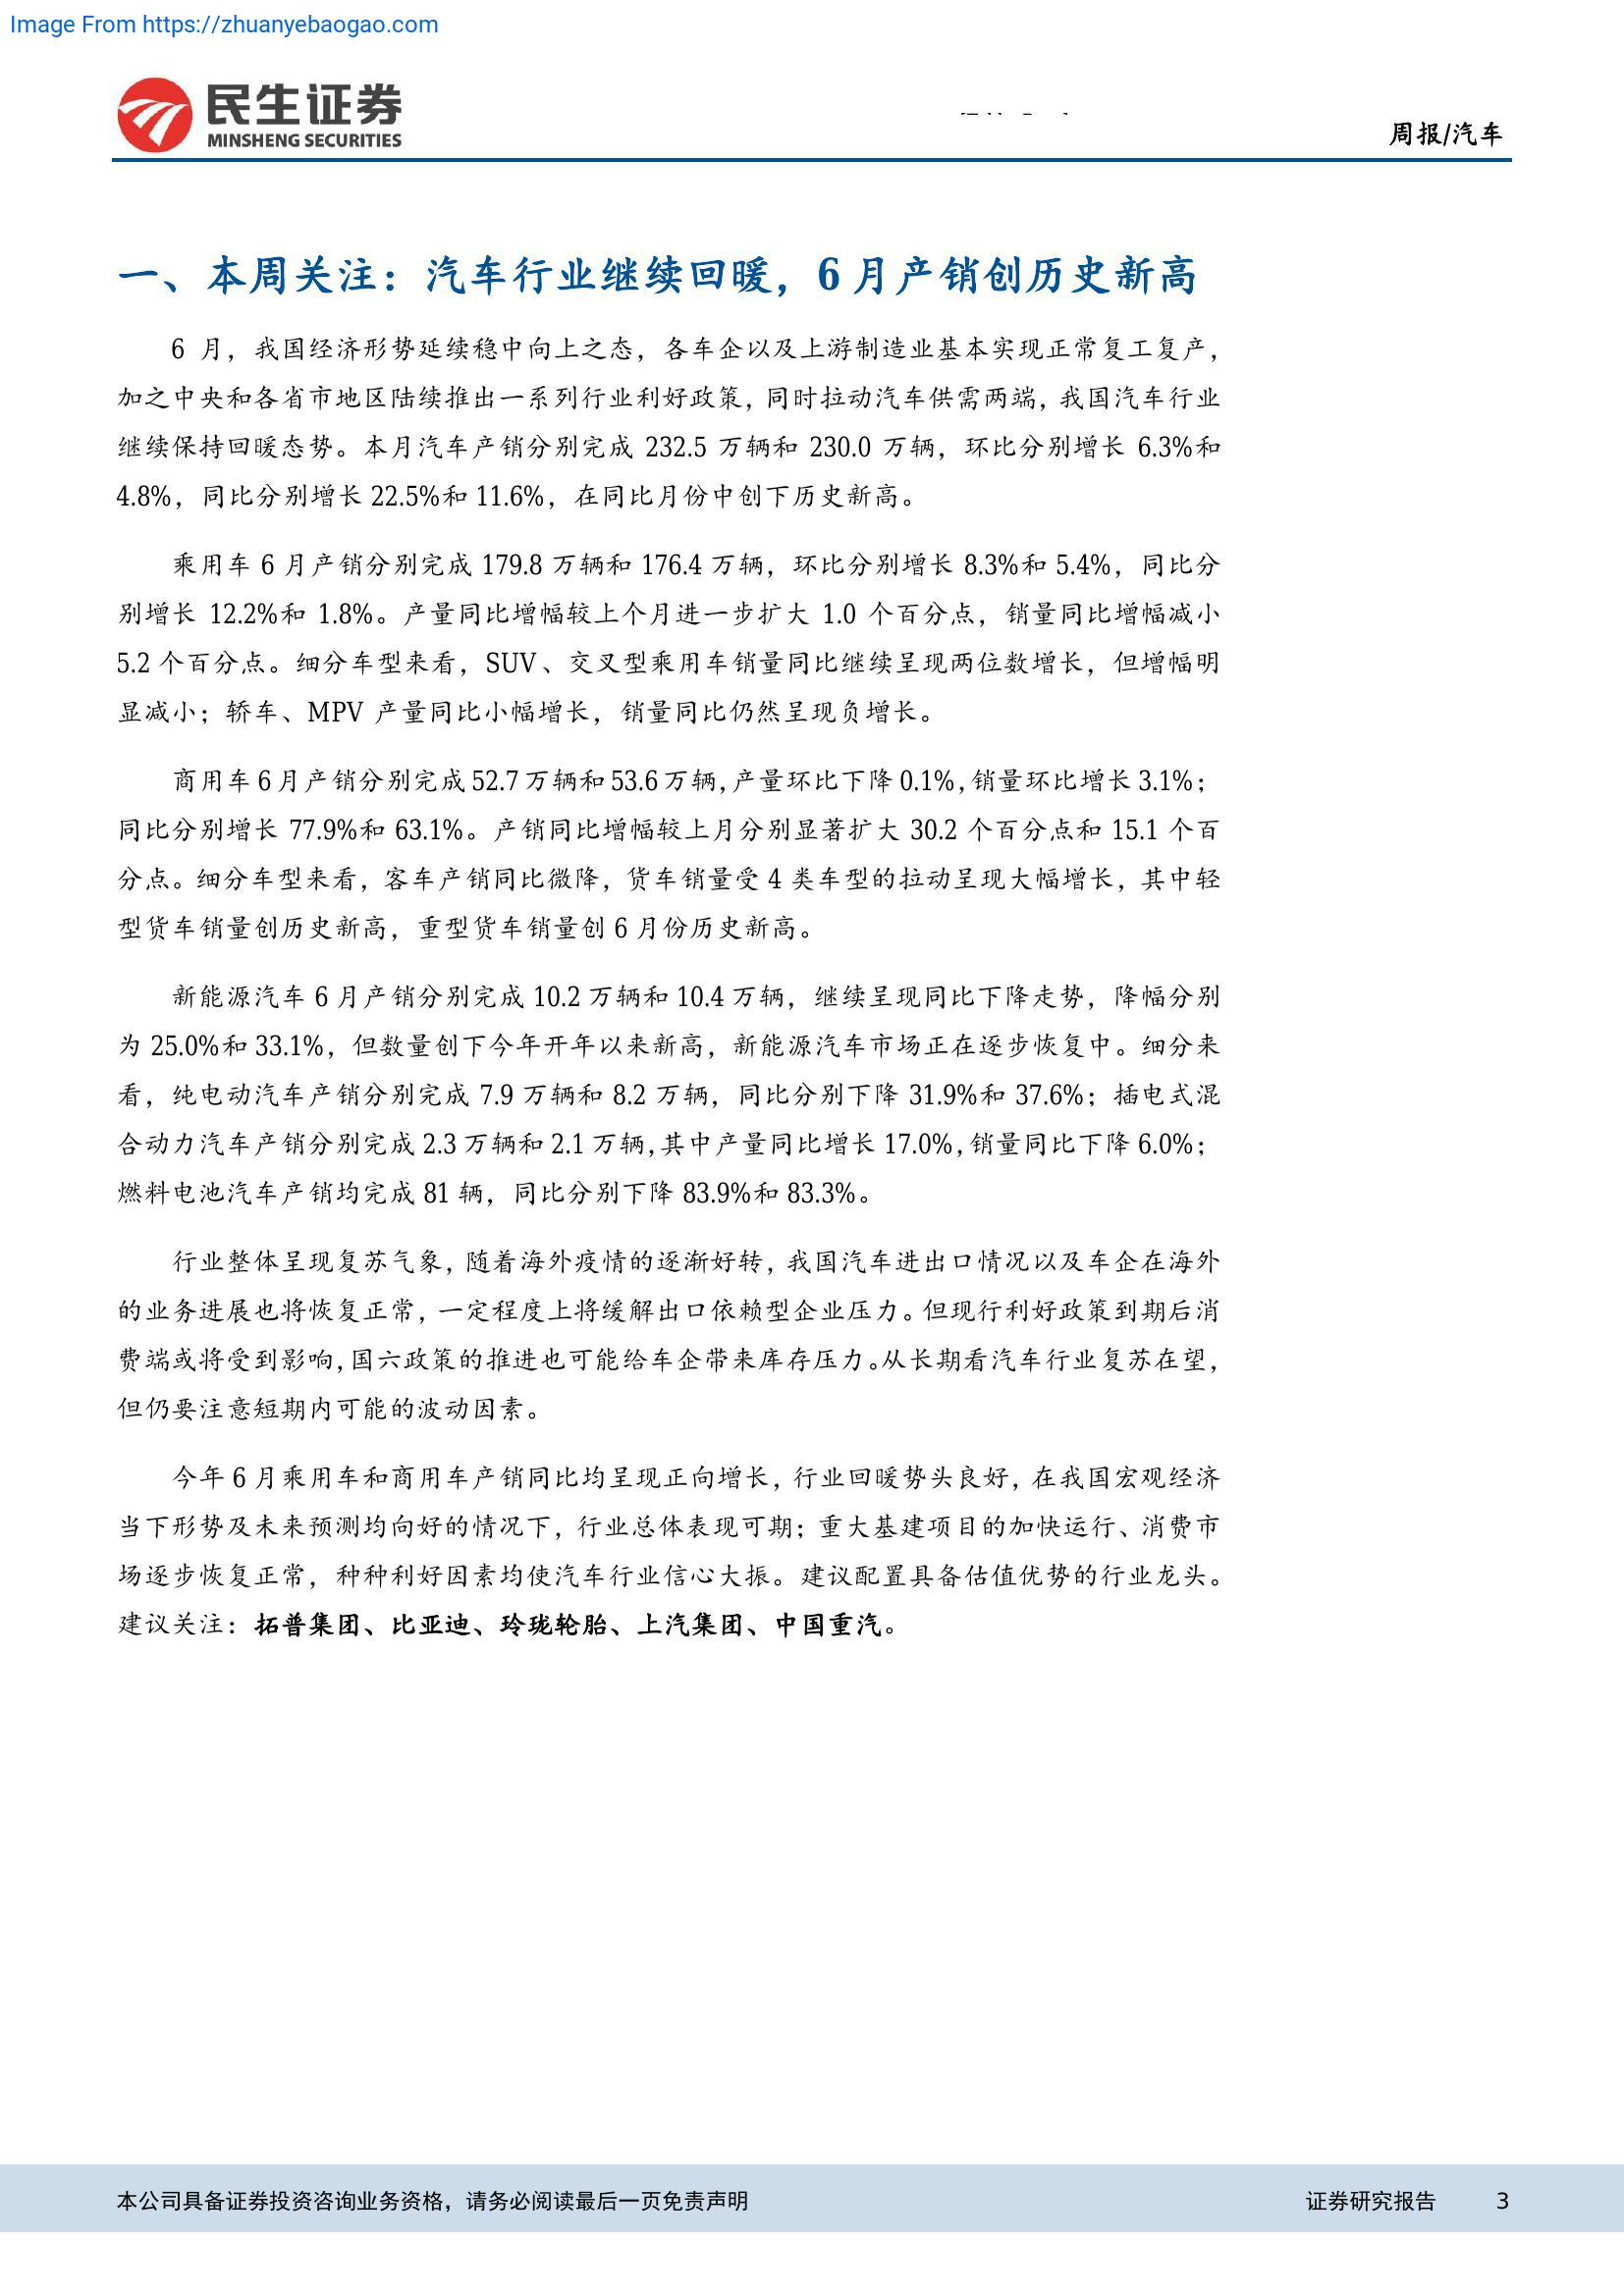 Image From https://zhuanyebaogao.com
民生证券
MINSHENG SECURITIES
周报/汽车
一、本周关注：汽车行业继续回暖，6 月产销创历史新高
6 月，我国经济形势延续稳中向上之态，各车企以及上游制造业基本实现正常复工复产，
加之中央和各省市地区陆续推出一系列行业利好政策，同时拉动汽车供需两端，我国汽车行业
继续保持回暖态势。本月汽车产销分别完成 232.5 万辆和 230.0 万辆，环比分别增长 6.3%和
4.8%，同比分别增长 22.5%和 11.6%，在同比月份中创下历史新高。
乘用车 6 月产销分别完成 179.8 万辆和 176.4 万辆，环比分别增长 8.3%和 5.4%，同比分
别增长 12.2%和 1.8%。产量同比增幅较上个月进一步扩大 1.0 个百分点，销量同比增幅减小
5.2 个百分点。细分车型来看，SUV、交叉型乘用车销量同比继续呈现两位数增长，但增幅明
显减小；轿车、MPV 产量同比小幅增长，销量同比仍然呈现负增长。
商用车 6 月产销分别完成 52.7 万辆和 53.6 万辆，产量环比下降 0.1%，销量环比增长 3.1%；
同比分别增长 77.9%和 63.1%。产销同比增幅较上月分别显著扩大 30.2 个百分点和 15.1 个百
分点。细分车型来看，客车产销同比微降，货车销量受 4 类车型的拉动呈现大幅增长，其中轻
型货车销量创历史新高，重型货车销量创 6 月份历史新高。
新能源汽车 6 月产销分别完成 10.2 万辆和 10.4 万辆，继续呈现同比下降走势，降幅分别
为 25.0%和 33.1%，但数量创下今年开年以来新高，新能源汽车市场正在逐步恢复中。细分来
看，纯电动汽车产销分别完成 7.9 万辆和 8.2 万辆，同比分别下降 31.9%和 37.6%；插电式混
合动力汽车产销分别完成 2.3 万辆和 2.1 万辆，其中产量同比增长 17.0%，销量同比下降 6.0%；
燃料电池汽车产销均完成 81 辆，同比分别下降 83.9%和 83.3%。
行业整体呈现复苏气象，随着海外疫情的逐渐好转，我国汽车进出口情况以及车企在海外
的业务进展也将恢复正常，一定程度上将缓解出口依赖型企业压力。但现行利好政策到期后消
费端或将受到影响，国六政策的推进也可能给车企带来库存压力。从长期看汽车行业复苏在望，
但仍要注意短期内可能的波动因素。
今年 6 月乘用车和商用车产销同比均呈现正向增长，行业回暖势头良好，在我国宏观经济
当下形势及未来预测均向好的情况下，行业总体表现可期；重大基建项目的加快运行、消费市
场逐步恢复正常，种种利好因素均使汽车行业信心大振。建议配置具备估值优势的行业龙头。
建议关注：拓普集团、比亚迪、玲珑轮胎、上汽集团、中国重汽。
本公司具备证券投资咨询业务资格，请务必阅读最后一页免责声明
证券研究报告 3